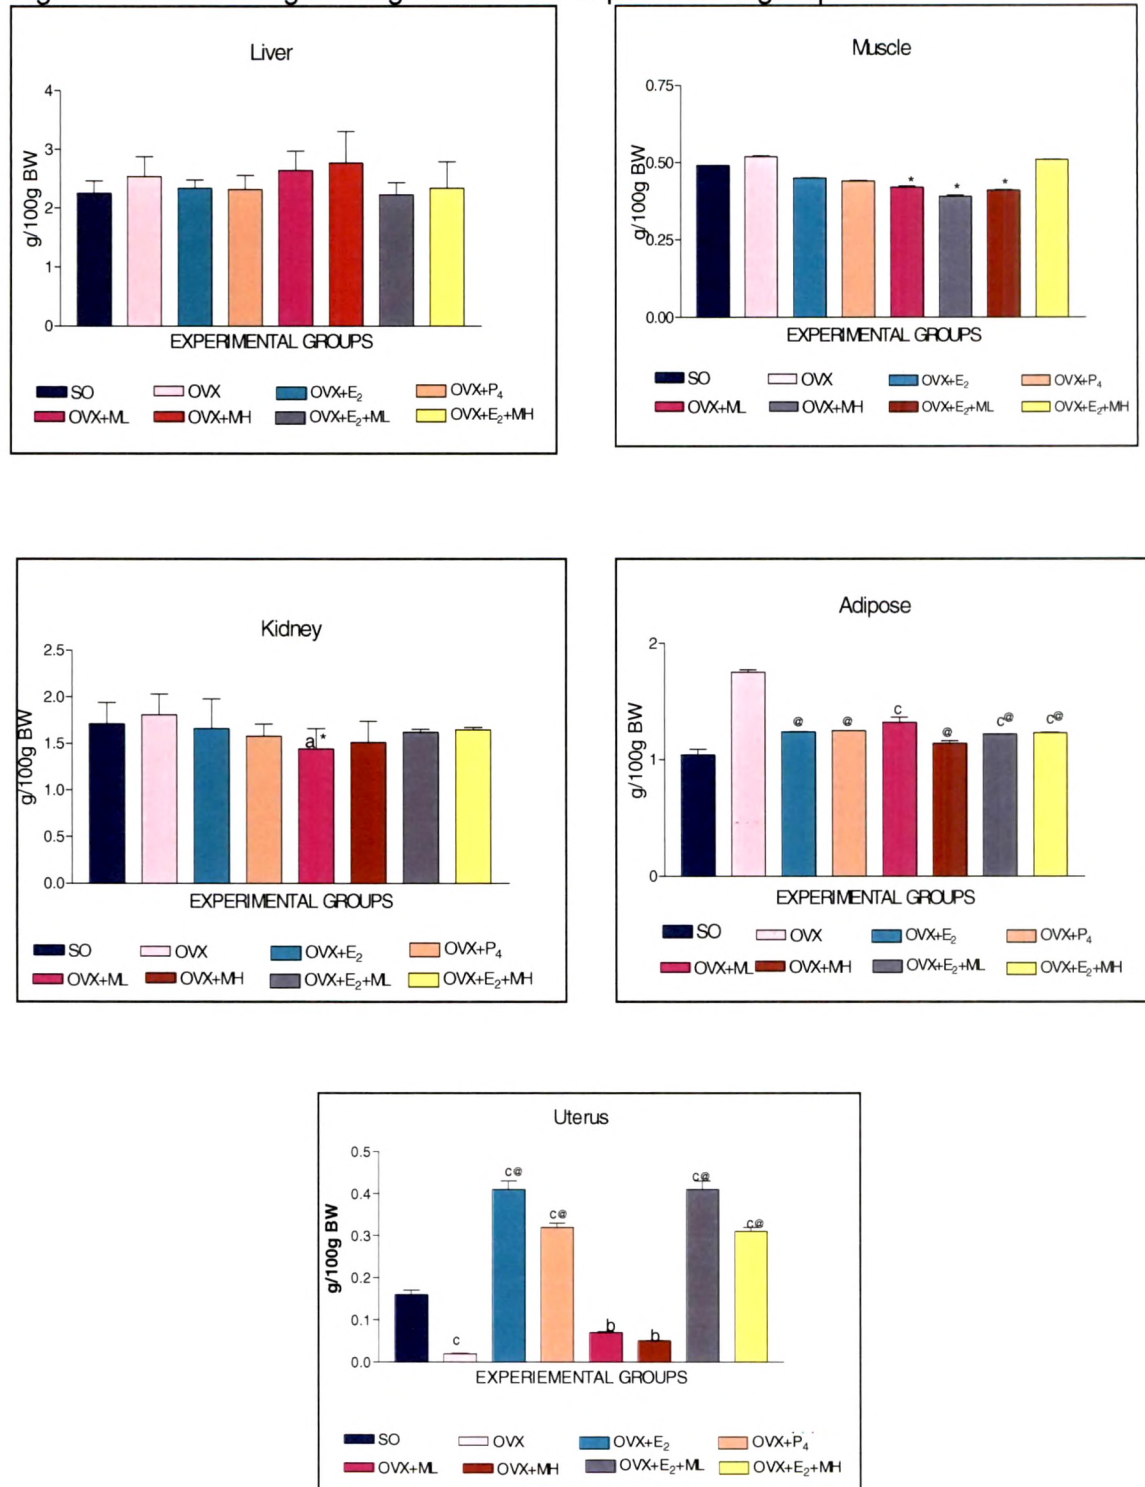 Liver
4
3
2
1
0
g/100g BW
EXPERIMENTAL GROUPS
SO OVX OVX+E₂ OVX+P₄
OVX+ML OVX+MH OVX+E₂+ML OVX+E₂+MH
Muscle
0.75
0.50
0.25
0.00
g/100g BW
* * *
EXPERIMENTAL GROUPS
SO OVX OVX+E₂ OVX+P₄
OVX+ML OVX+MH OVX+E₂+ML OVX+E₂+MH
Kidney
2.5
2.0
1.5
1.0
0.5
0.0
g/100g BW
a*
EXPERIMENTAL GROUPS
SO OVX OVX+E₂ OVX+P₄
OVX+ML OVX+MH OVX+E₂+ML OVX+E₂+MH
Adipose
2
1
0
g/100g BW
@ @ c @ c@ c@
EXPERIMENTAL GROUPS
SO OVX OVX+E₂ OVX+P₄
OVX+ML OVX+MH OVX+E₂+ML OVX+E₂+MH
Uterus
0.5
0.4
0.3
0.2
0.1
0.0
g/100g BW
c c@ c@ b b c@ c@
EXPERIEMENTAL GROUPS
SO OVX OVX+E₂ OVX+P₄
OVX+ML OVX+MH OVX+E₂+ML OVX+E₂+MH